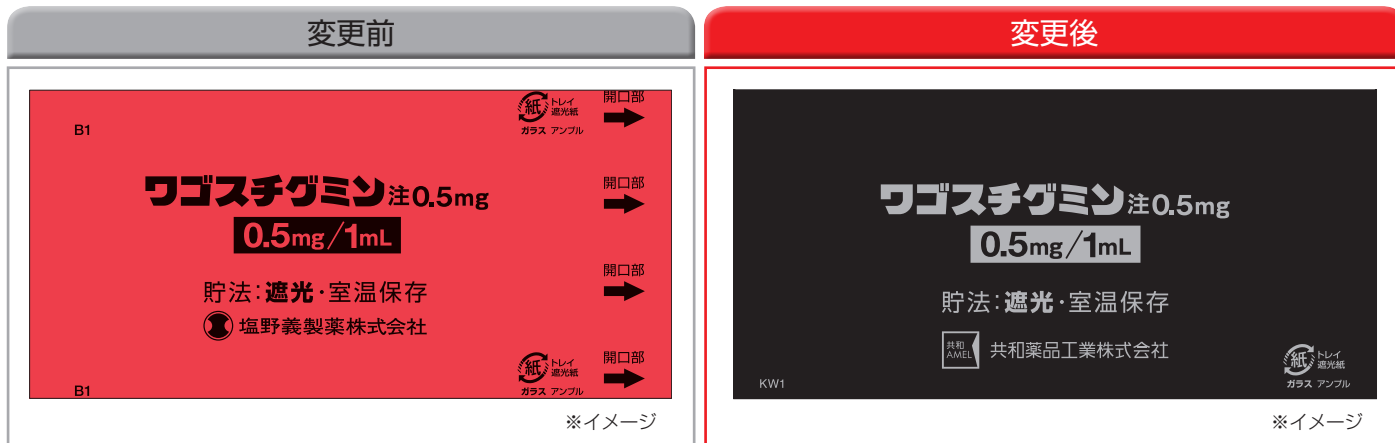 変更前
紙 トレイ
遮光紙
ガラス アンプル
開口部
B1
開口部
ワゴスチグミン注0.5mg
0.5mg/1mL
開口部
貯法:遮光・室温保存
塩野義製薬株式会社
紙 トレイ
遮光紙
ガラス アンプル
開口部
B1
※イメージ
変更後
ワゴスチグミン注0.5mg
0.5mg/1mL
貯法:遮光・室温保存
共和
AMEL
共和薬品工業株式会社
紙 トレイ
遮光紙
ガラス アンプル
KW1
※イメージ